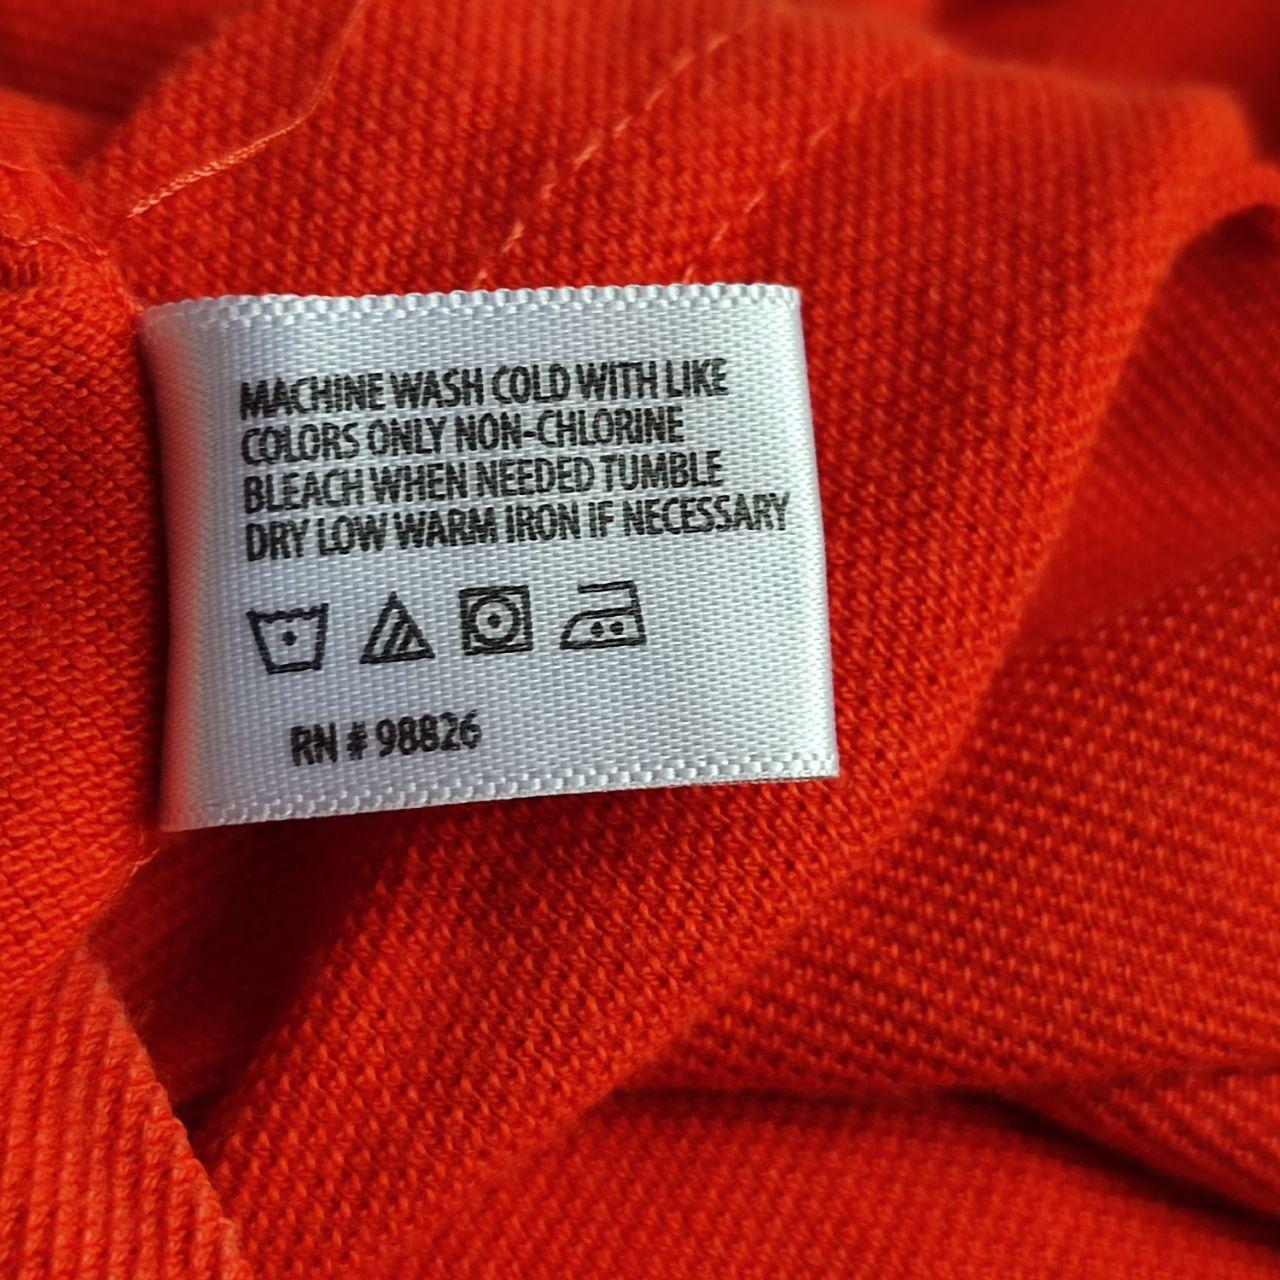 MACHINE WASH COLD WITH LIKE
COLORS ONLY NON-CHLORINE
BLEACH WHEN NEEDED TUMBLE
DRY LOW WARM IRON IF NECESSARY
RN # 98826